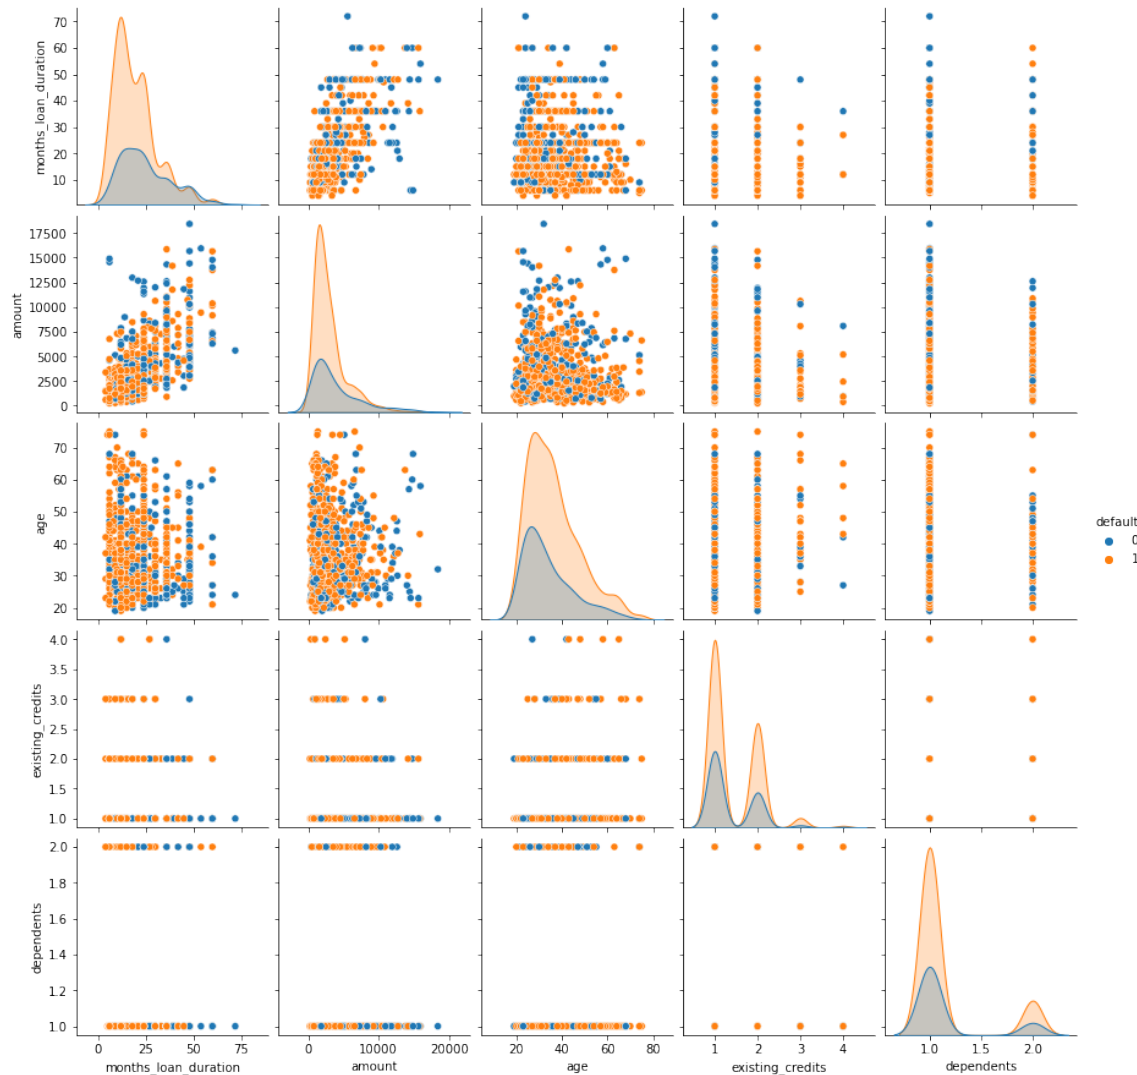 70
60
50
40
30
20
10
months_loan_duration
17500
15000
12500
10000
7500
5000
2500
0
amount
70
60
50
40
30
20
age
default
0
1
4.0
3.5
3.0
2.5
2.0
1.5
1.0
existing_credits
2.0
1.8
1.6
1.4
1.2
1.0
dependents
0 25 50 75
0 10000 20000
20 40 60 80
1 2 3 4
1.0 1.5 2.0
months_loan_duration
amount
age
existing_credits
dependents